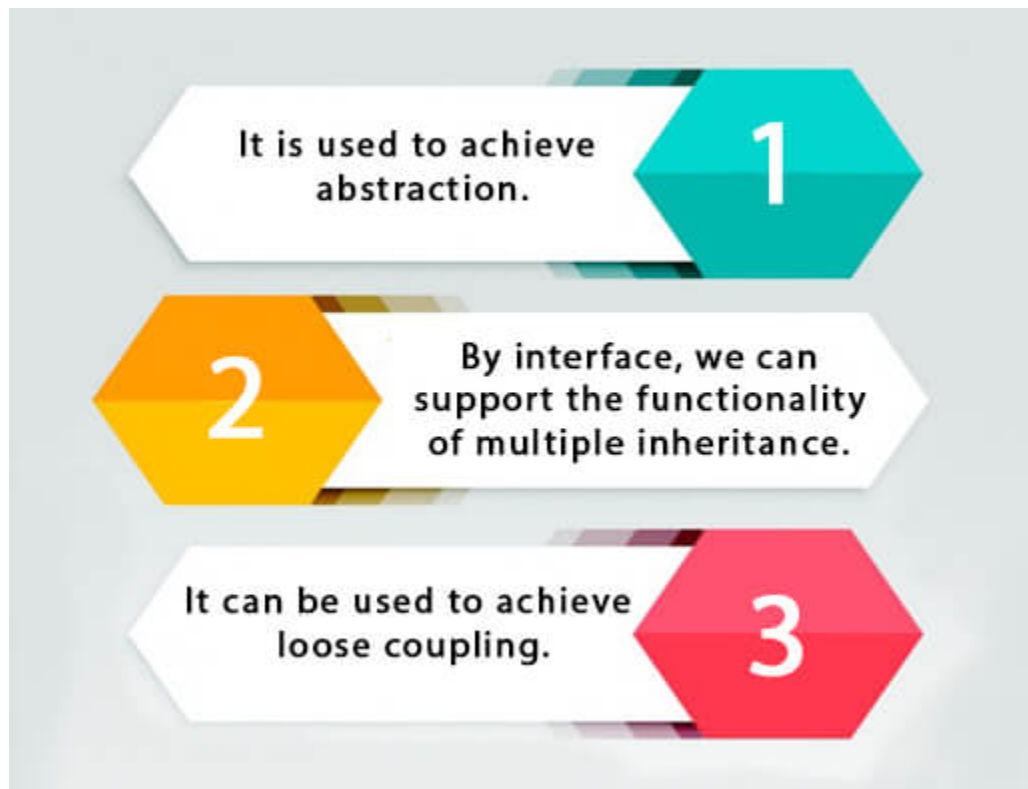 It is used to achieve
abstraction.
1
2
By interface, we can
support the functionality
of multiple inheritance.
It can be used to achieve
loose coupling.
3